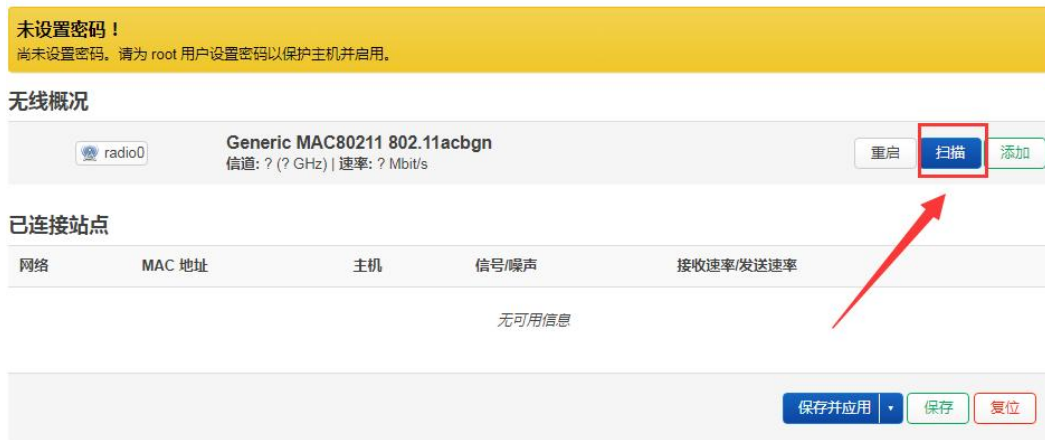 未设置密码！
尚未设置密码。请为 root 用户设置密码以保护主机并启用。
无线概况
radio0 Generic MAC80211 802.11acbgn 重启 扫描 添加
信道: ? (? GHz) | 速率: ? Mbit/s
已连接站点
网络 MAC 地址 主机 信号/噪声 接收速率/发送速率
无可用信息
保存并应用 保存 复位